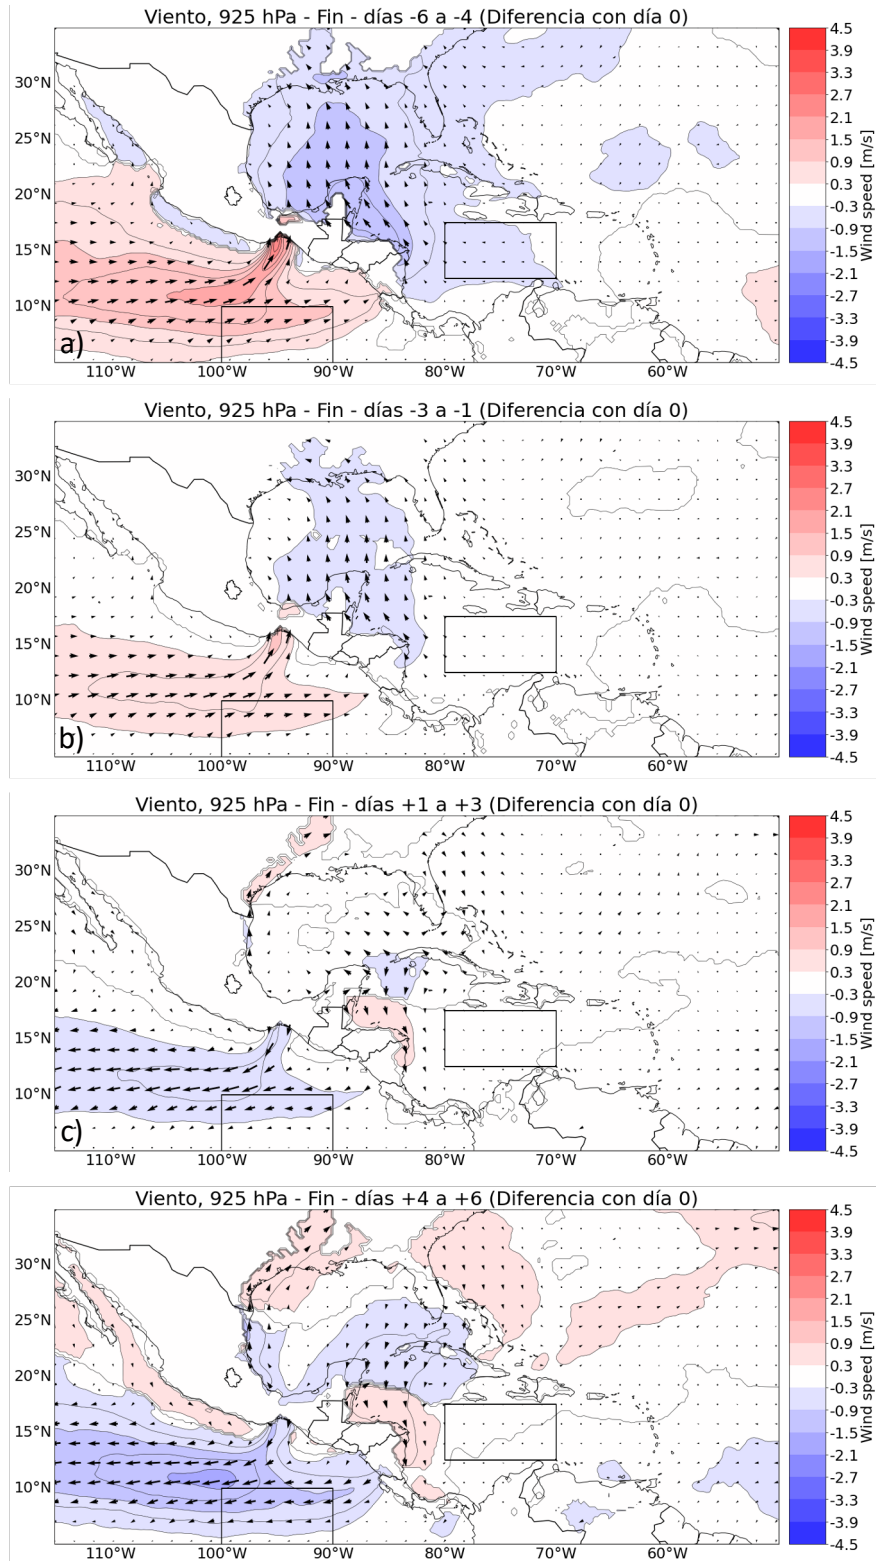 Viento, 925 hPa - Fin - días -6 a -4 (Diferencia con día 0)
30°N
25°N
20°N
15°N
10°N
a)
110°W 100°W 90°W 80°W 70°W 60°W
4.5
3.9
3.3
2.7
2.1
1.5
0.9
0.3
-0.3
-0.9
-1.5
-2.1
-2.7
-3.3
-3.9
-4.5
Wind speed [m/s]
Viento, 925 hPa - Fin - días -3 a -1 (Diferencia con día 0)
30°N
25°N
20°N
15°N
10°N
b)
110°W 100°W 90°W 80°W 70°W 60°W
4.5
3.9
3.3
2.7
2.1
1.5
0.9
0.3
-0.3
-0.9
-1.5
-2.1
-2.7
-3.3
-3.9
-4.5
Wind speed [m/s]
Viento, 925 hPa - Fin - días +1 a +3 (Diferencia con día 0)
30°N
25°N
20°N
15°N
10°N
c)
110°W 100°W 90°W 80°W 70°W 60°W
4.5
3.9
3.3
2.7
2.1
1.5
0.9
0.3
-0.3
-0.9
-1.5
-2.1
-2.7
-3.3
-3.9
-4.5
Wind speed [m/s]
Viento, 925 hPa - Fin - días +4 a +6 (Diferencia con día 0)
30°N
25°N
20°N
15°N
10°N
110°W 100°W 90°W 80°W 70°W 60°W
4.5
3.9
3.3
2.7
2.1
1.5
0.9
0.3
-0.3
-0.9
-1.5
-2.1
-2.7
-3.3
-3.9
-4.5
Wind speed [m/s]